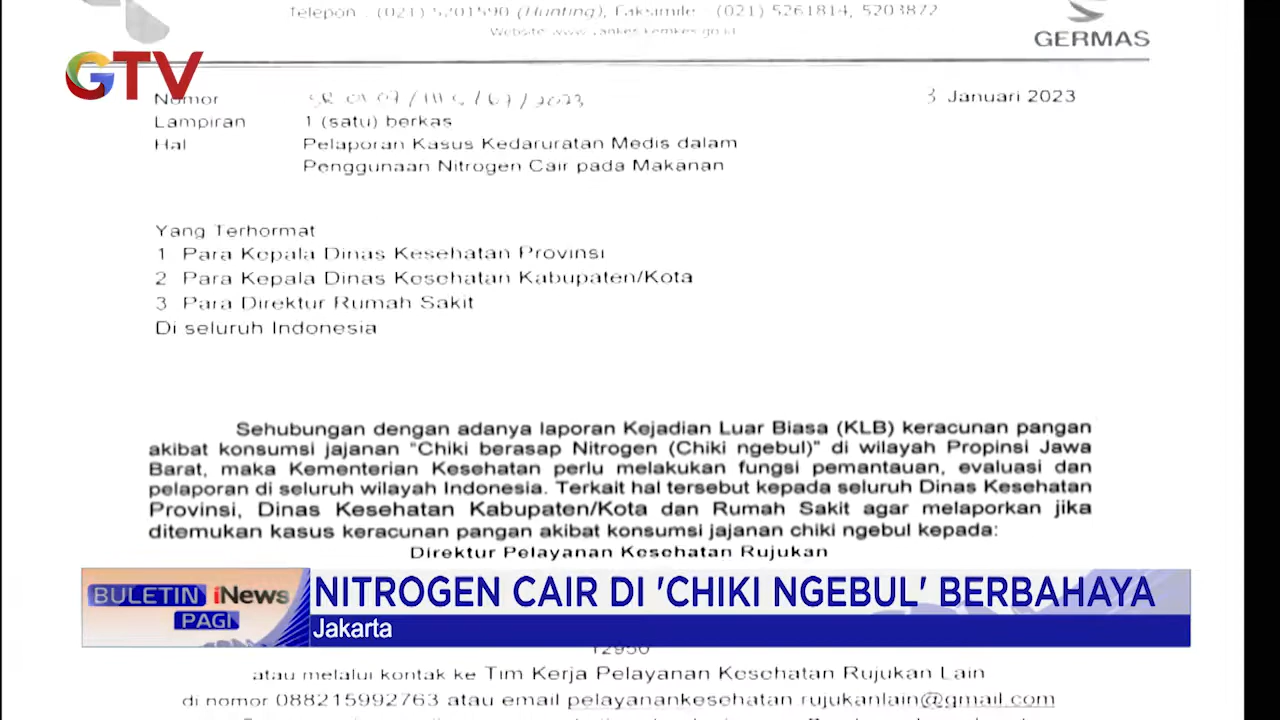 Telepon : (021) 5201590 (Hunting), Faksimile : (021) 5261814, 5203872
GERMAS
GTV
Nomor
3 Januari 2023
Lampiran 1 (satu) berkas
Hal Pelaporan Kasus Kedaruratan Medis dalam
Penggunaan Nitrogen Cair pada Makanan
Yang Terhormat
1 Para Kepala Dinas Kesehatan Provinsi
2 Para Kepala Dinas Kesehatan Kabupaten/Kota
3 Para Direktur Rumah Sakit
Di seluruh Indonesia
Sehubungan dengan adanya laporan Kejadian Luar Biasa (KLB) keracunan pangan
akibat konsumsi jajanan "Chiki berasap Nitrogen (Chiki ngebul)" di wilayah Propinsi Jawa
Barat, maka Kementerian Kesehatan perlu melakukan fungsi pemantauan, evaluasi dan
pelaporan di seluruh wilayah Indonesia. Terkait hal tersebut kepada seluruh Dinas Kesehatan
Provinsi, Dinas Kesehatan Kabupaten/Kota dan Rumah Sakit agar melaporkan jika
ditemukan kasus keracunan pangan akibat konsumsi jajanan chiki ngebul kepada:
Direktur Pelayanan Kesehatan Rujukan
BULETIN iNews
PAGI
NITROGEN CAIR DI 'CHIKI NGEBUL' BERBAHAYA
Jakarta
12950
atau melalui kontak ke Tim Kerja Pelayanan Kesehatan Rujukan Lain
di nomor 088215992763 atau email pelayanankesehatan rujukanlain@gmail com